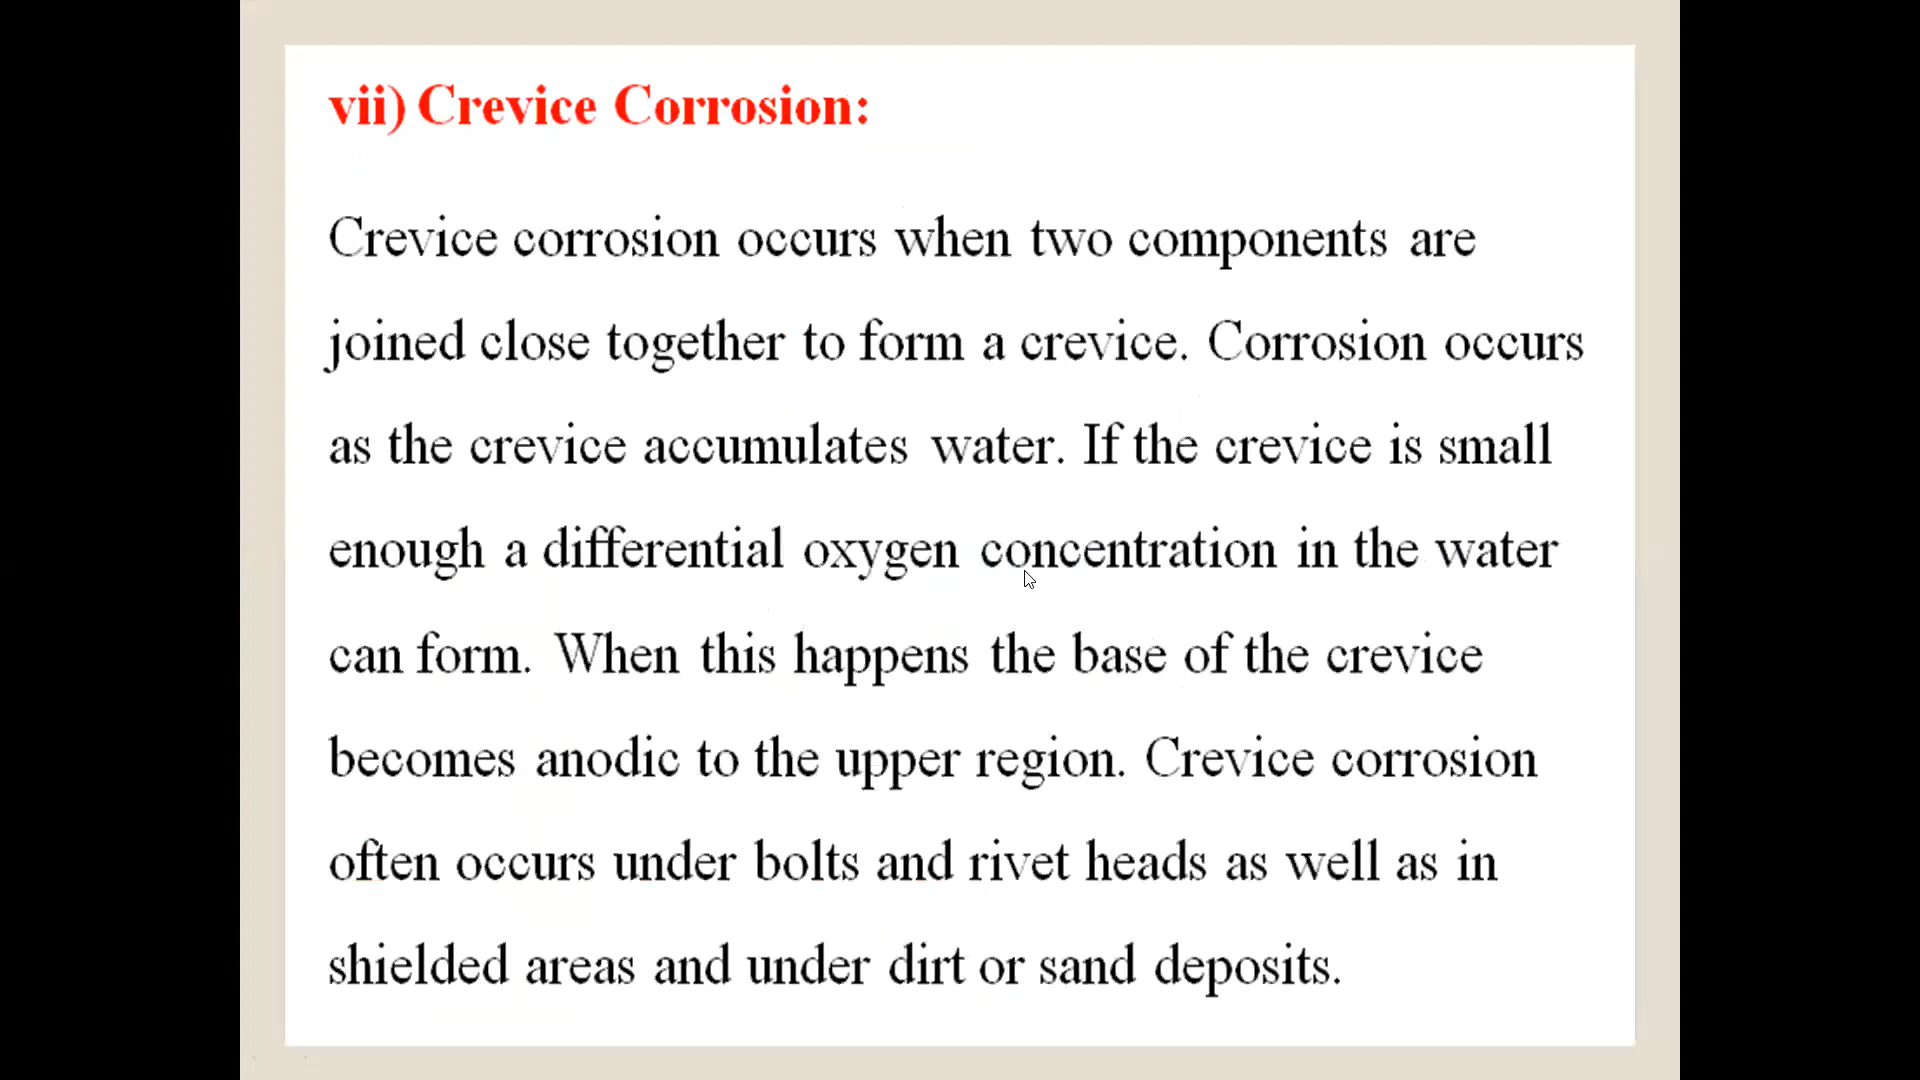 vii) Crevice Corrosion:
Crevice corrosion occurs when two components are
joined close together to form a crevice. Corrosion occurs
as the crevice accumulates water. If the crevice is small
enough a differential oxygen concentration in the water
can form. When this happens the base of the crevice
becomes anodic to the upper region. Crevice corrosion
often occurs under bolts and rivet heads as well as in
shielded areas and under dirt or sand deposits.